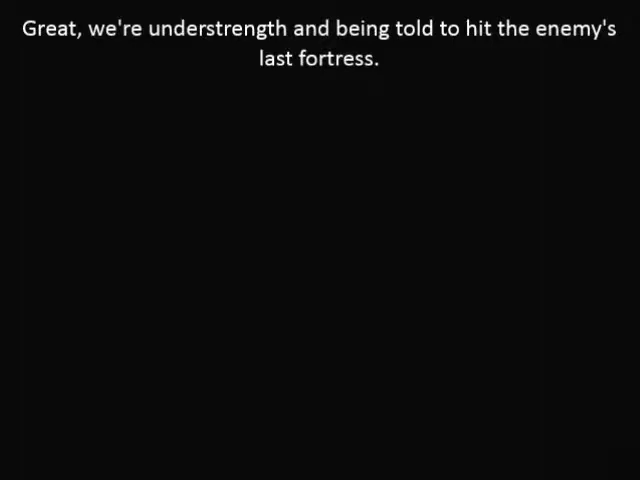 Great, we're understrength and being told to hit the enemy's
last fortress.